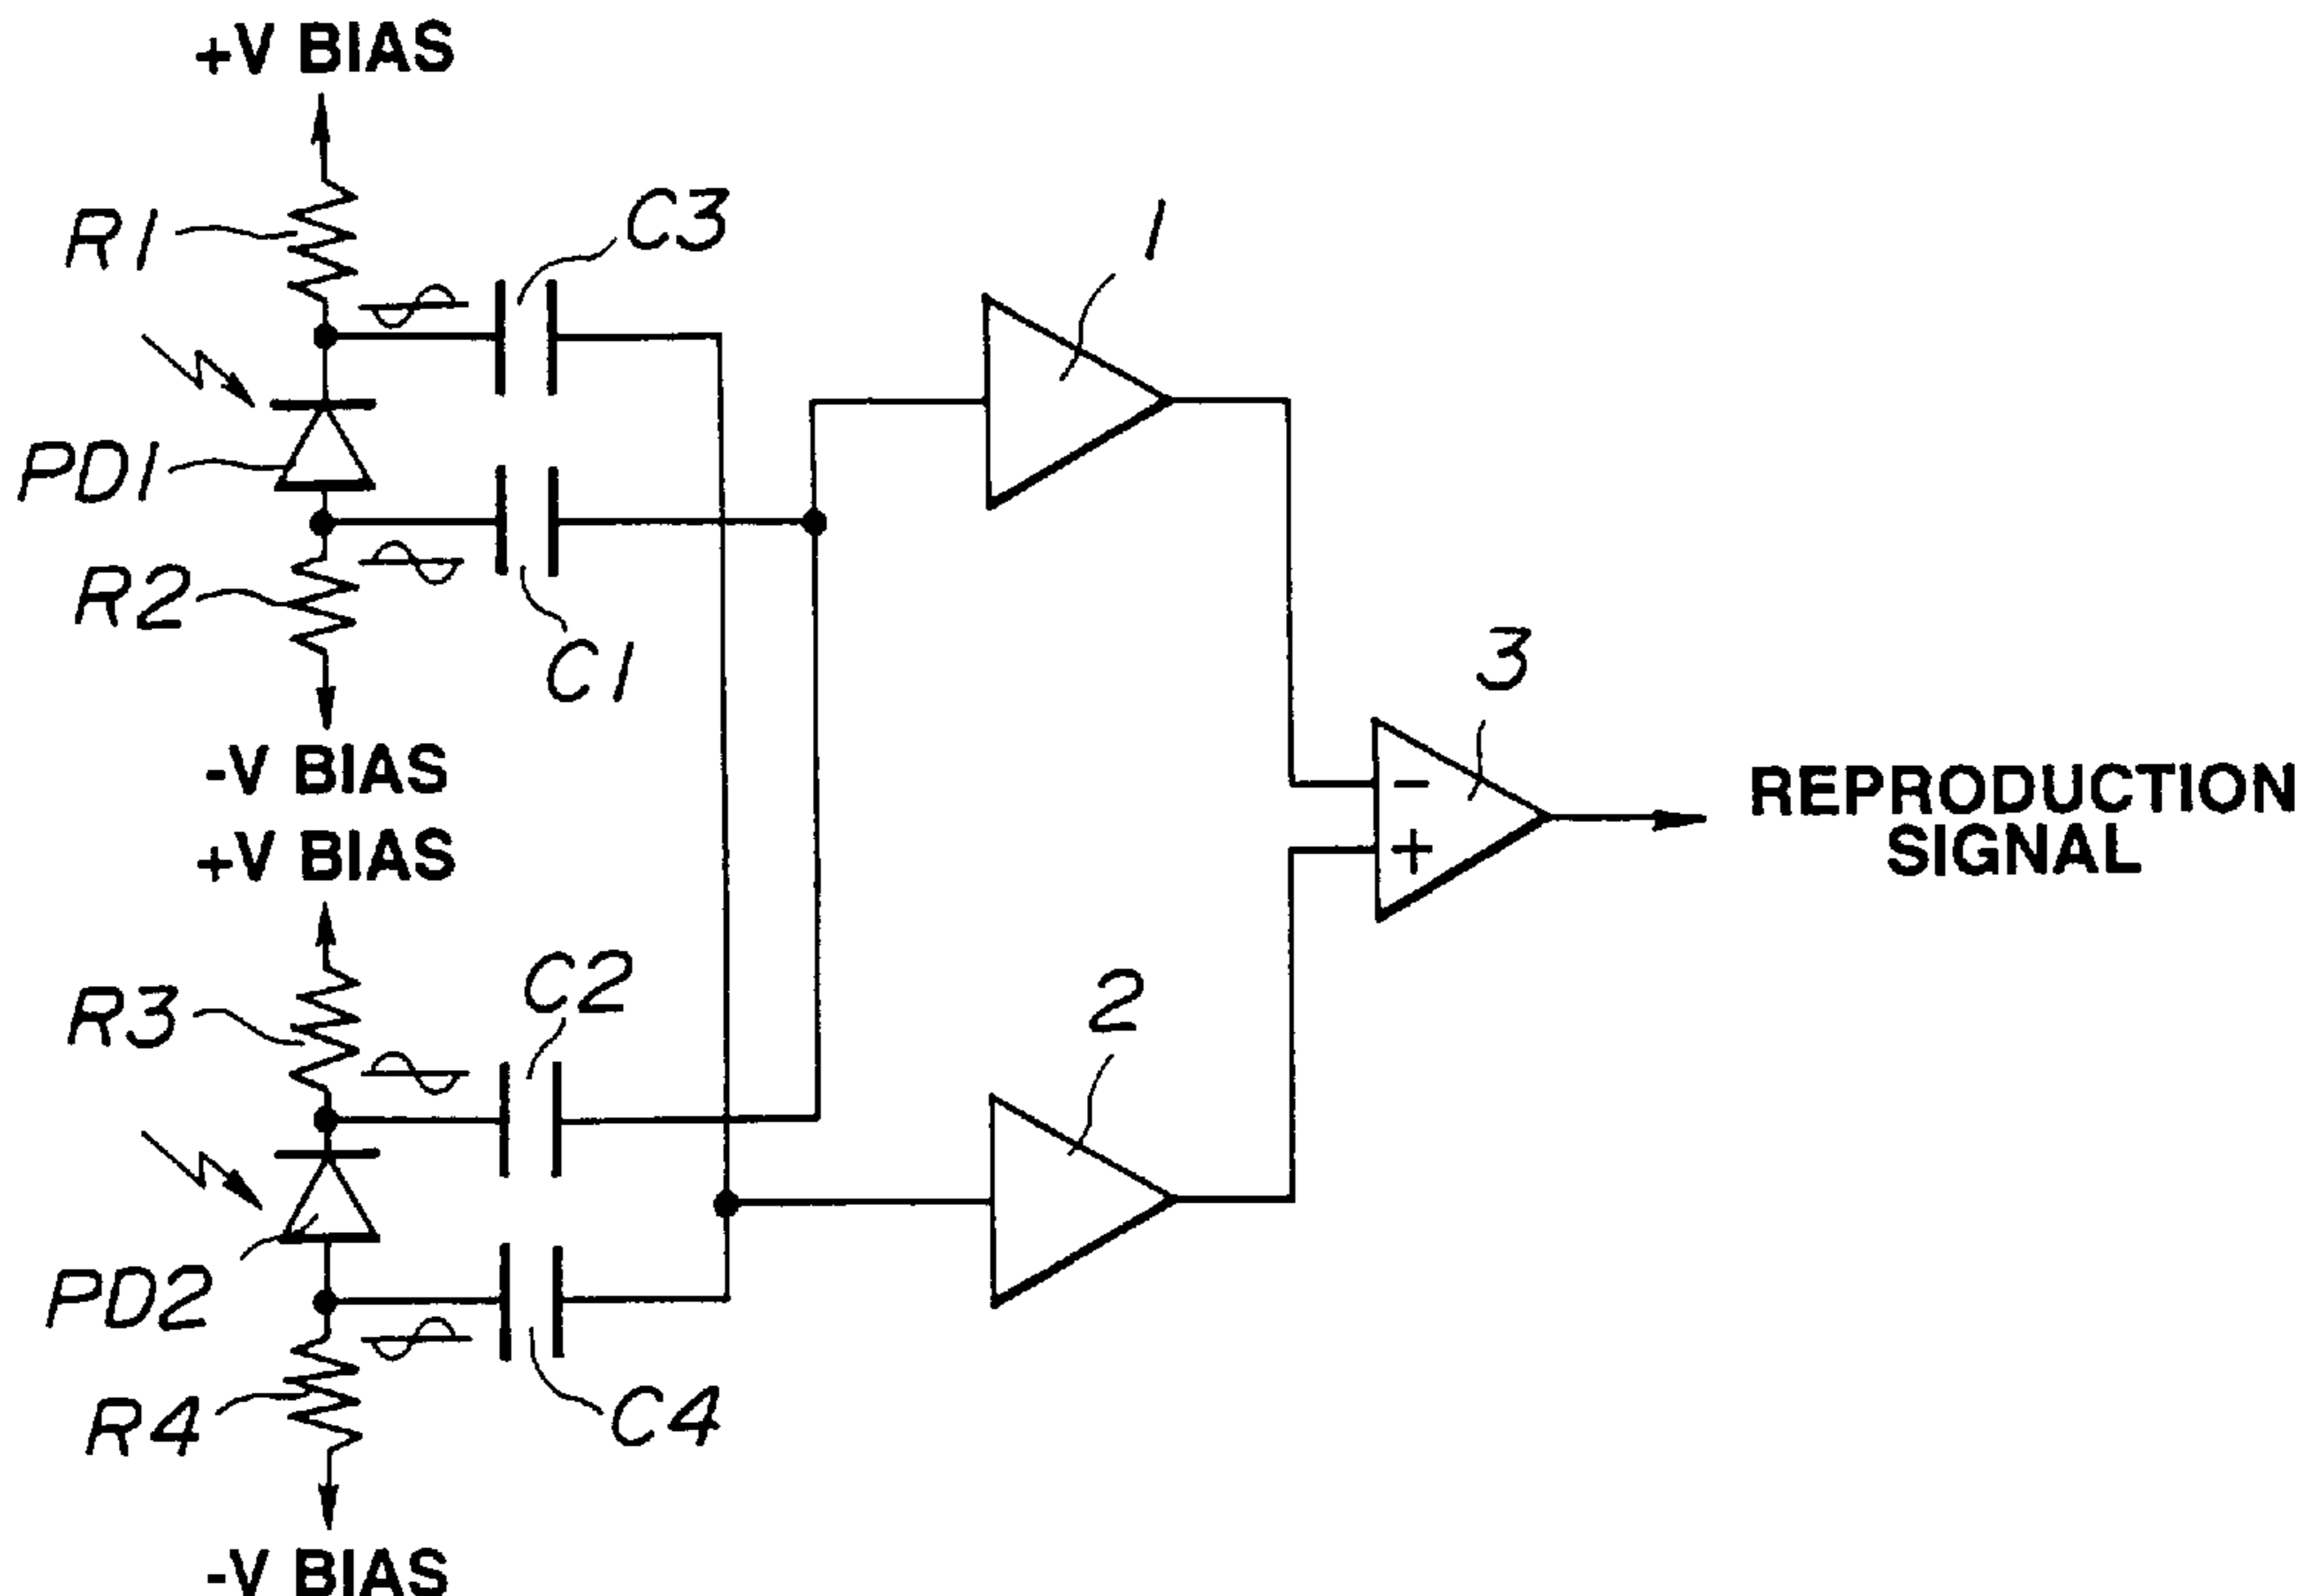 +V BIAS
R1
C3
1
PD1
R2
C1
3
-V BIAS
+V BIAS
−
+
REPRODUCTION
SIGNAL
R3
C2
2
PD2
R4
C4
-V BIAS